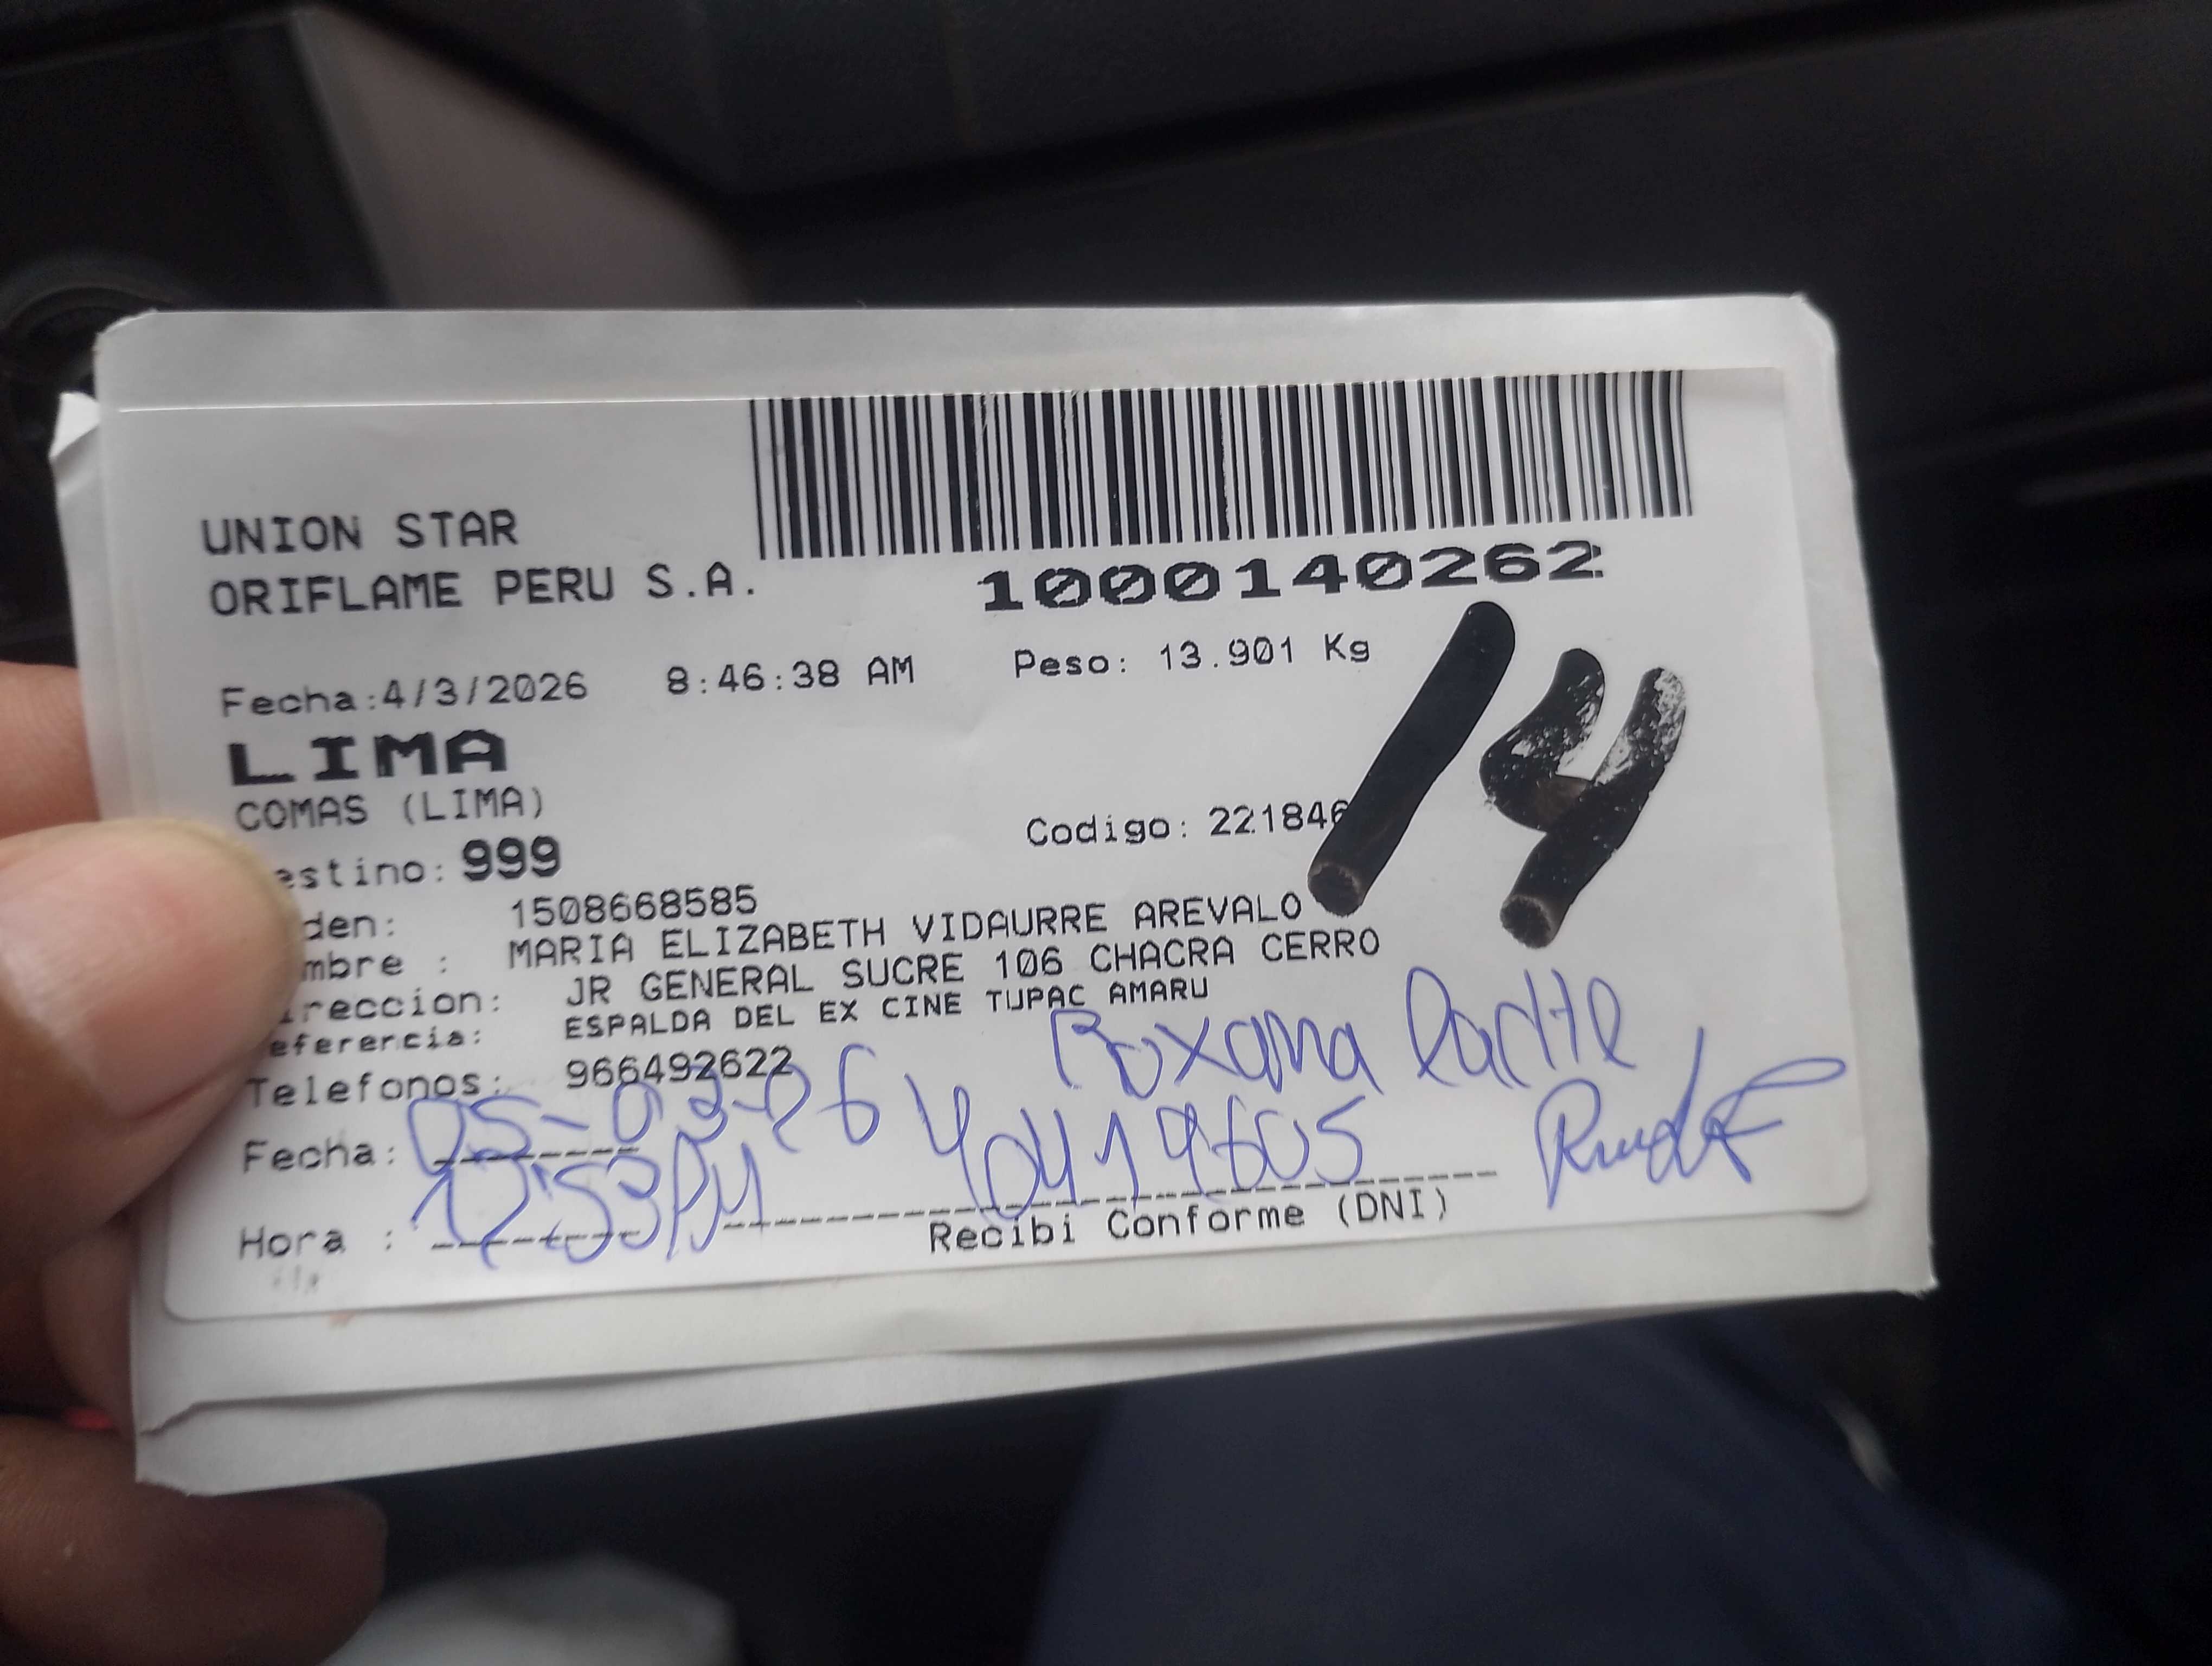 UNION STAR
ORIFLAME PERU S.A.
1000140262
Fecha:4/3/2026 8:46:38 AM Peso: 13.901 Kg
LIMA
COMAS (LIMA)
14
estino: 999 Codigo: 221846
den: 1508668585
mbre : MARIA ELIZABETH VIDAURRE AREVALO
ireccion: JR GENERAL SUCRE 106 CHACRA CERRO
eferencia: ESPALDA DEL EX CINE TUPAC AMARU
Telefonos: 966492622
Roxana
Fecha: 05-03-26 40419605
Hora : 12:53PM
Recibi Conforme (DNI)